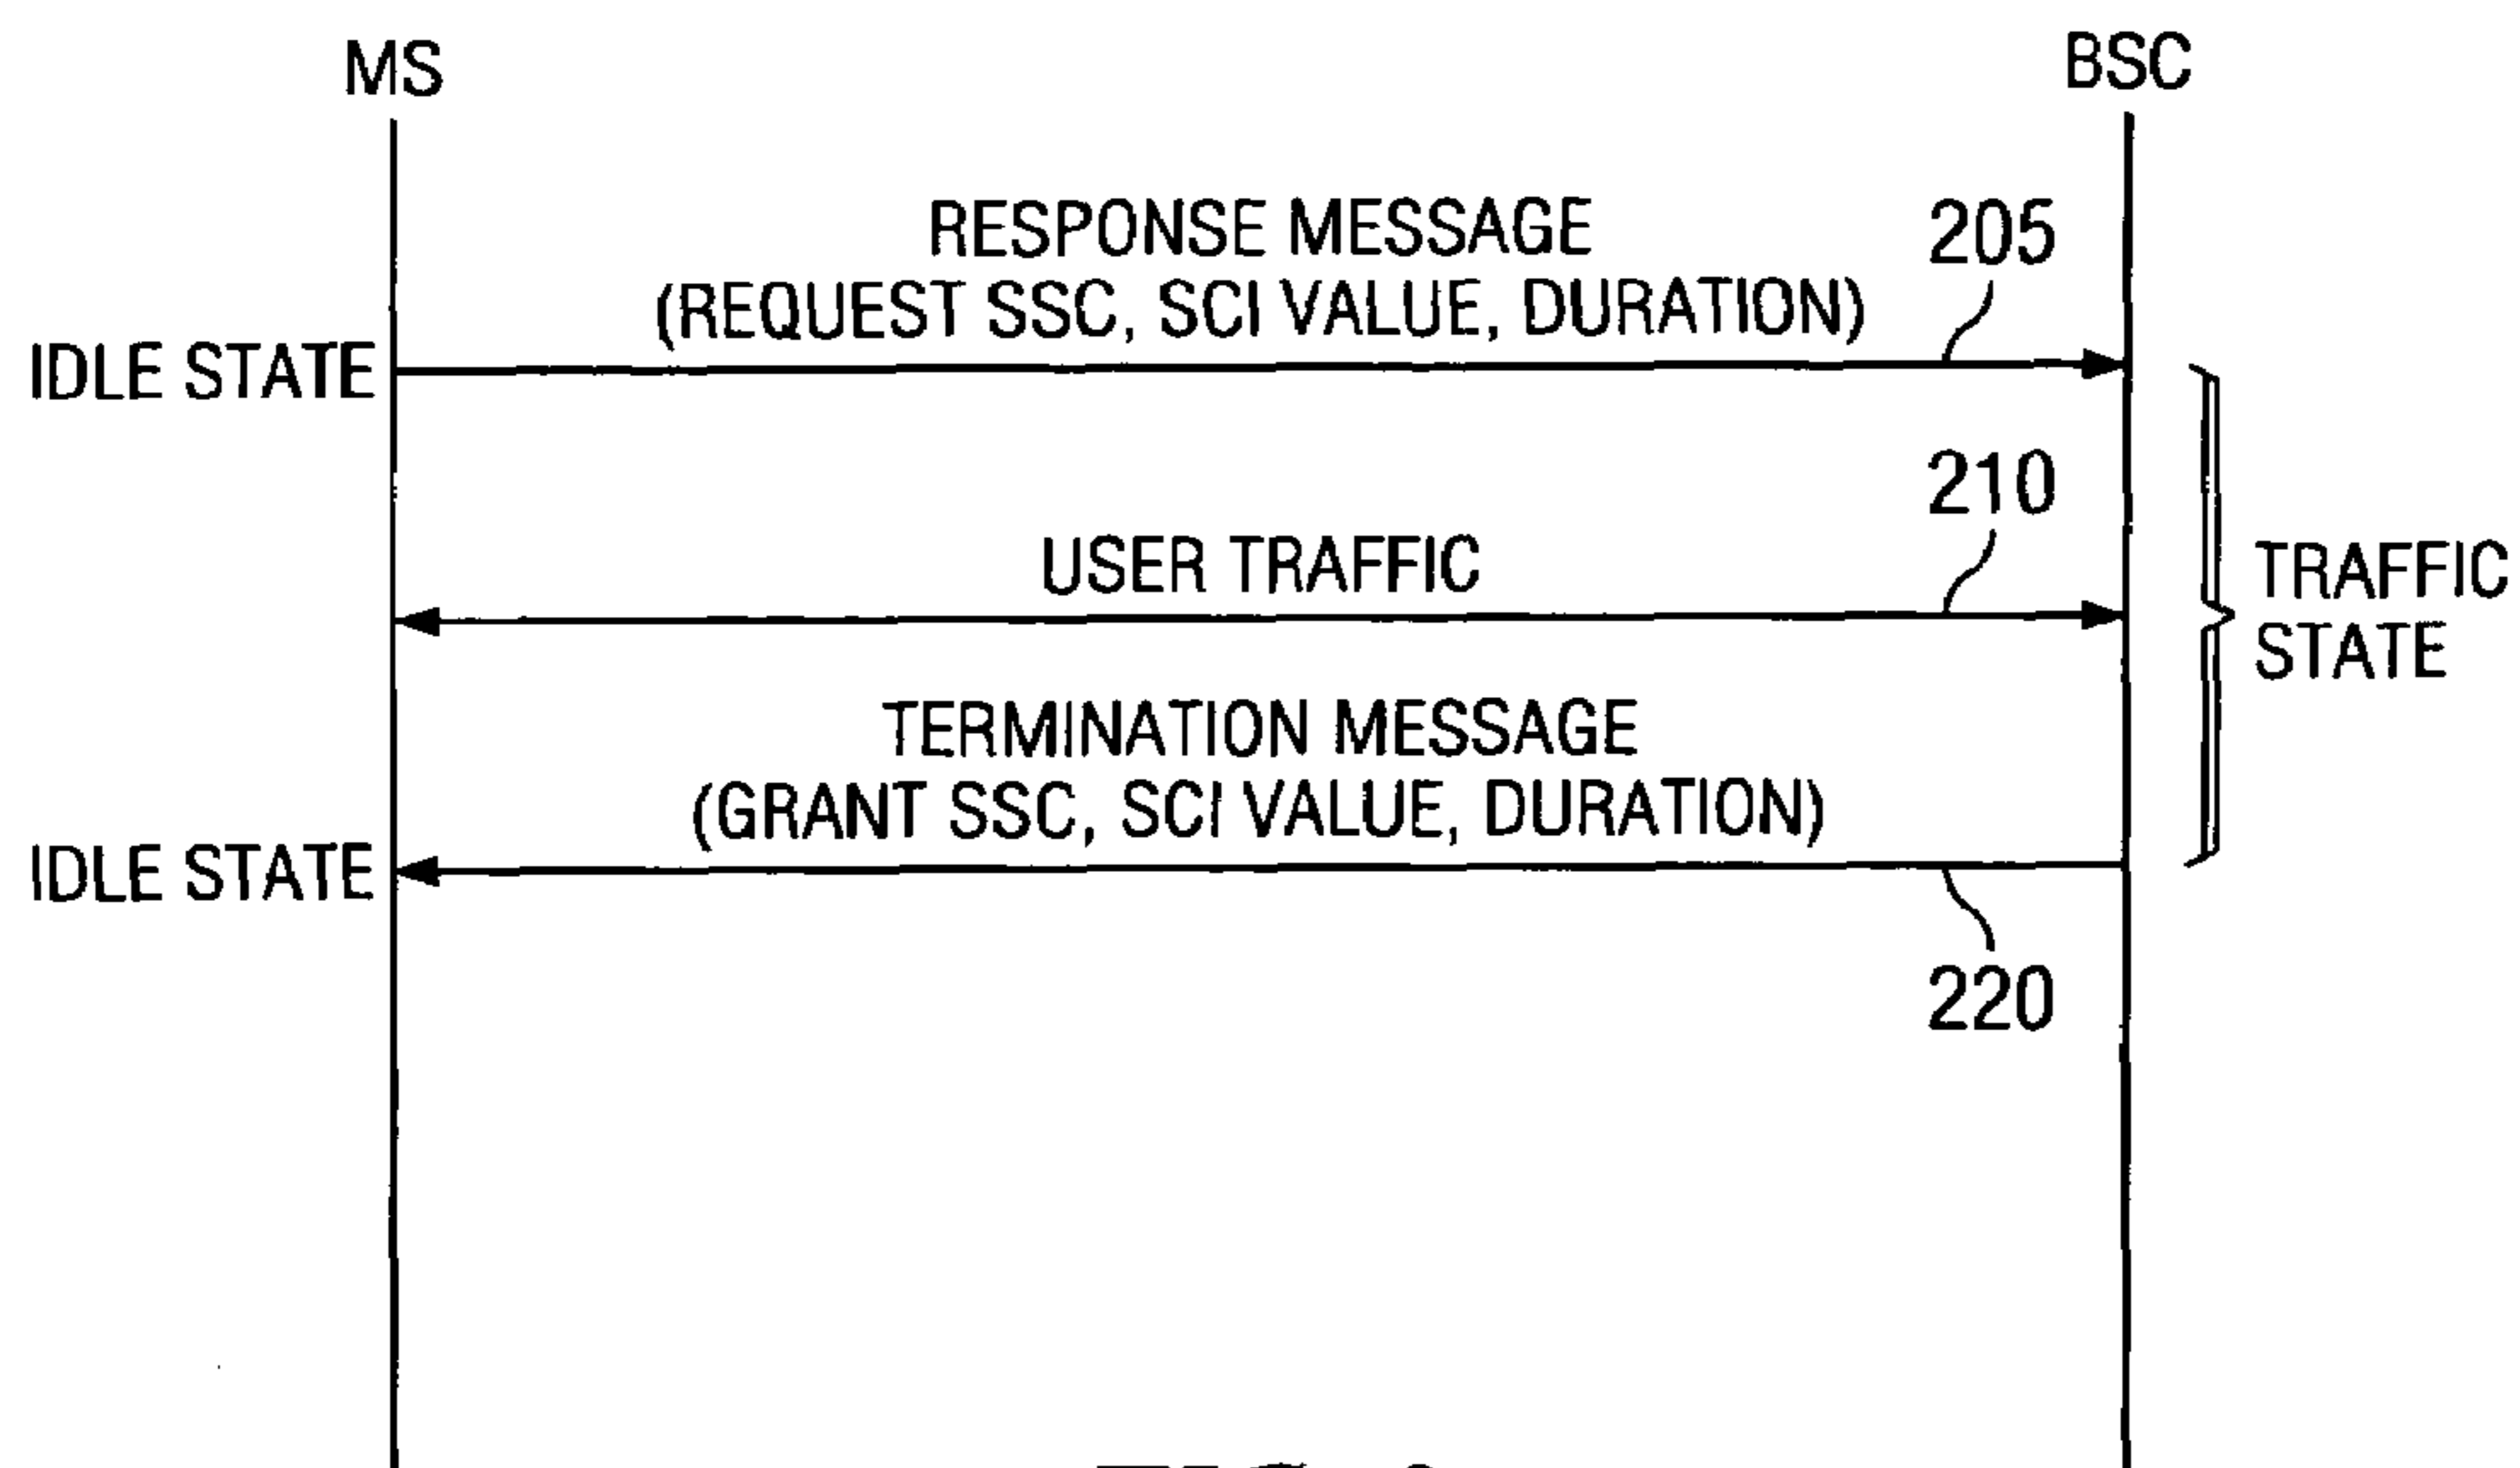 MS
BSC
RESPONSE MESSAGE
205
(REQUEST SSC, SCI VALUE, DURATION)
IDLE STATE
210
USER TRAFFIC
TRAFFIC
STATE
TERMINATION MESSAGE
(GRANT SSC, SCI VALUE, DURATION)
IDLE STATE
220